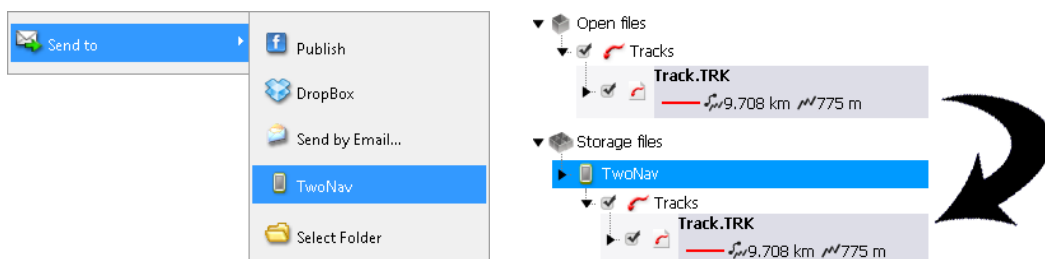 Send to
Publish
DropBox
Send by Email...
TwoNav
Select Folder
Open files
Tracks
Track.TRK
9.708 km 775 m
Storage files
TwoNav
Tracks
Track.TRK
9.708 km 775 m